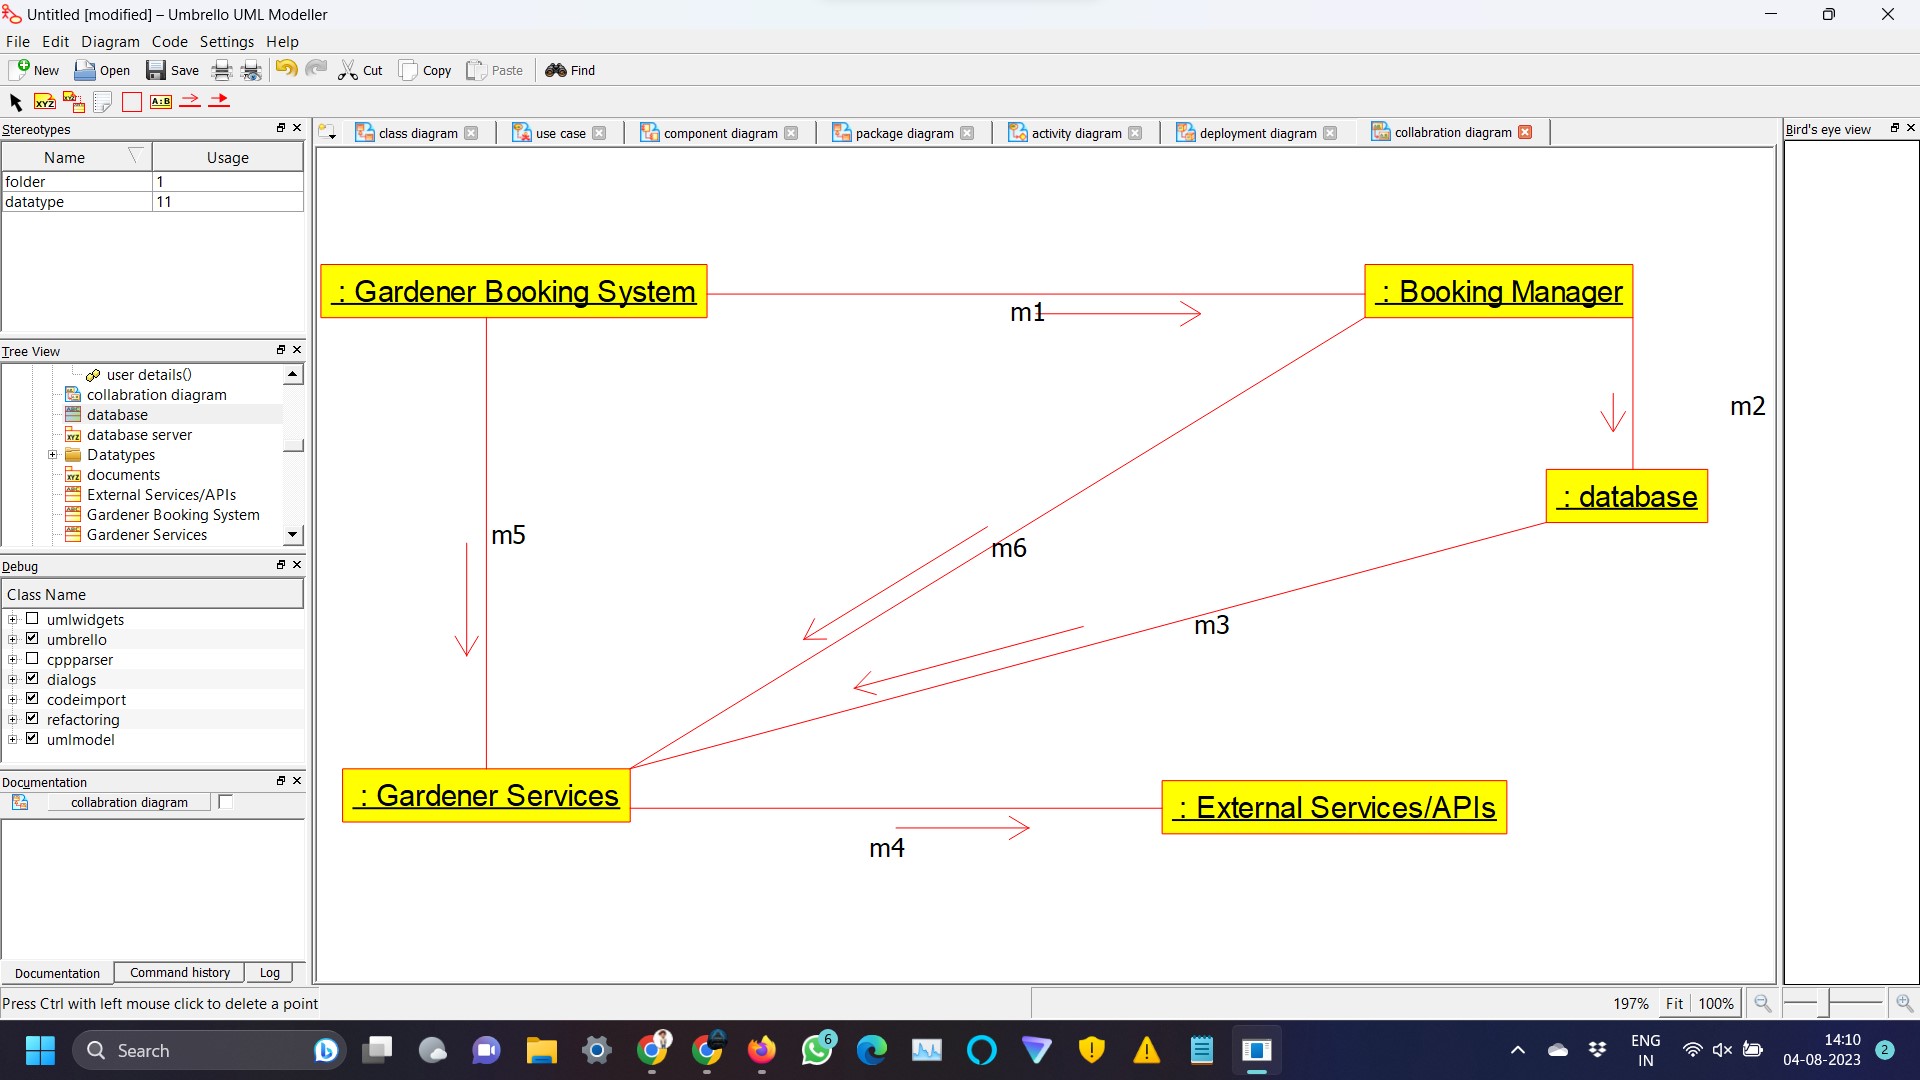 Untitled [modified] – Umbrello UML Modeller
File Edit Diagram Code Settings Help
New Open Save Cut Copy Paste Find
XYZ XYZ A:B
Stereotypes
Name Usage
folder 1
datatype 11
Tree View
user details()
collabration diagram
database
database server
Datatypes
documents
External Services/APIs
Gardener Booking System
Gardener Services
Debug
Class Name
umlwidgets
umbrello
cppparser
dialogs
codeimport
refactoring
umlmodel
Documentation
collabration diagram
Documentation Command history Log
class diagram use case component diagram package diagram activity diagram deployment diagram collabration diagram
Bird's eye view
: Gardener Booking System
: Booking Manager
m1
m2
: database
m5
m6
m3
: Gardener Services
: External Services/APIs
m4
Press Ctrl with left mouse click to delete a point
197% Fit 100%
Search
6
ENG
IN
14:10
04-08-2023
2